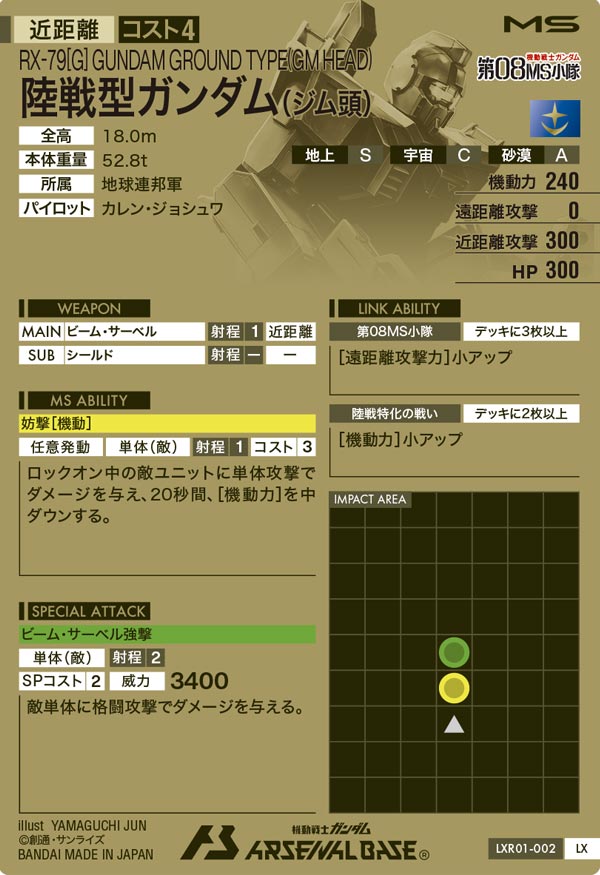 近距離 コスト4 MS
RX-79[G] GUNDAM GROUND TYPE(GM HEAD)
陸戦型ガンダム(ジム頭)
機動戦士ガンダム
第08MS小隊
全高 18.0m
本体重量 52.8t
所属 地球連邦軍
パイロット カレン・ジョシュワ
地上 S 宇宙 C 砂漠 A
機動力 240
遠距離攻撃 0
近距離攻撃 300
HP 300
WEAPON
MAIN ビーム・サーベル 射程 1 近距離
SUB シールド 射程 — —
MS ABILITY
妨撃[機動]
任意発動 単体(敵) 射程 1 コスト 3
ロックオン中の敵ユニットに単体攻撃で
ダメージを与え、20秒間、[機動力]を中
ダウンする。
SPECIAL ATTACK
ビーム・サーベル強撃
単体(敵) 射程 2
SPコスト 2 威力 3400
敵単体に格闘攻撃でダメージを与える。
LINK ABILITY
第08MS小隊 デッキに3枚以上
[遠距離攻撃力]小アップ
陸戦特化の戦い デッキに2枚以上
[機動力]小アップ
IMPACT AREA
illust YAMAGUCHI JUN
©創通・サンライズ
BANDAI MADE IN JAPAN
機動戦士ガンダム
ARSENAL BASE®
LXR01-002 LX